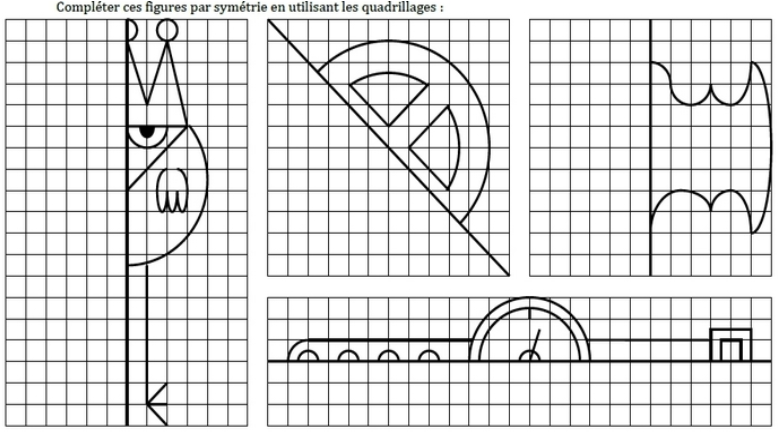 Compléter ces figures par symétrie en utilisant les quadrillages :